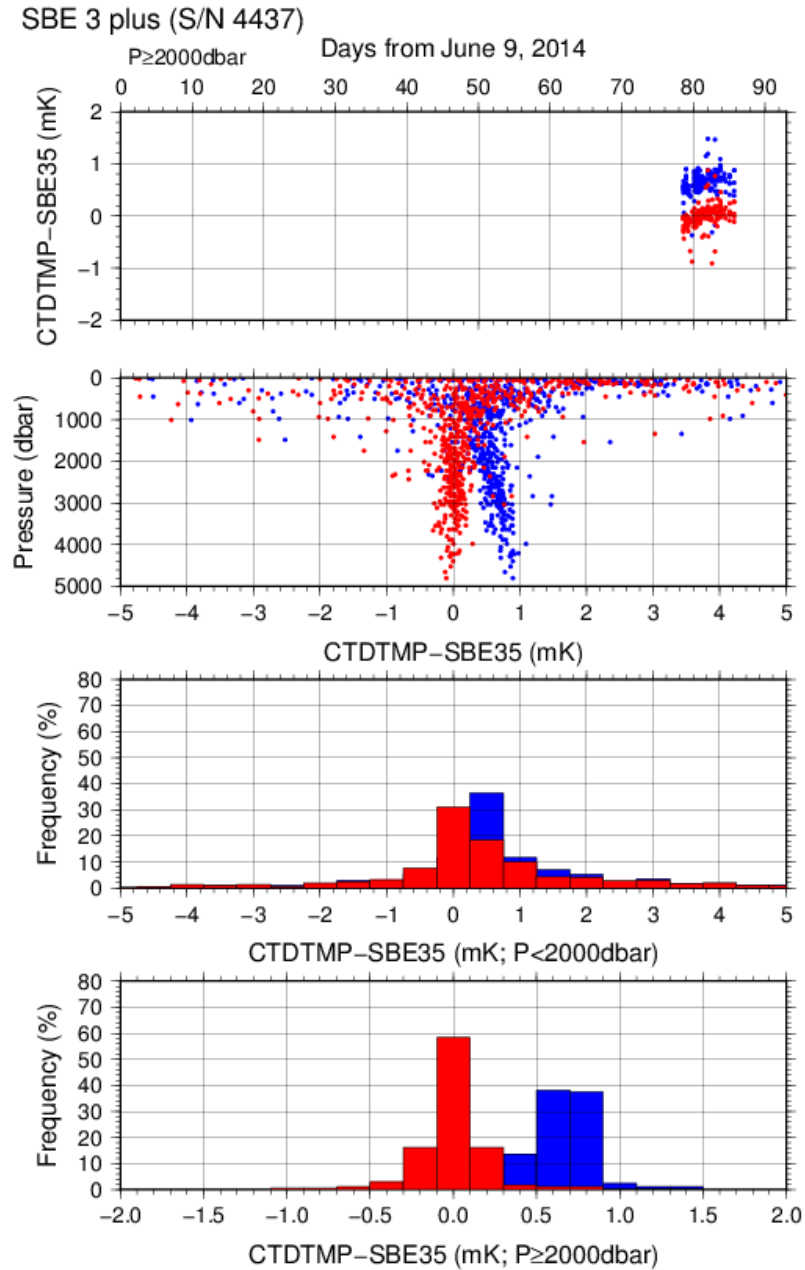 SBE 3 plus (S/N 4437)
P≥2000dbar
Days from June 9, 2014
0 10 20 30 40 50 60 70 80 90
CTDTMP−SBE35 (mK)
2
1
0
−1
−2
Pressure (dbar)
0
1000
2000
3000
4000
5000
−5 −4 −3 −2 −1 0 1 2 3 4 5
CTDTMP−SBE35 (mK)
Frequency (%)
80
70
60
50
40
30
20
10
0
−5 −4 −3 −2 −1 0 1 2 3 4 5
CTDTMP−SBE35 (mK; P<2000dbar)
Frequency (%)
80
70
60
50
40
30
20
10
0
−2.0 −1.5 −1.0 −0.5 0.0 0.5 1.0 1.5 2.0
CTDTMP−SBE35 (mK; P≥2000dbar)